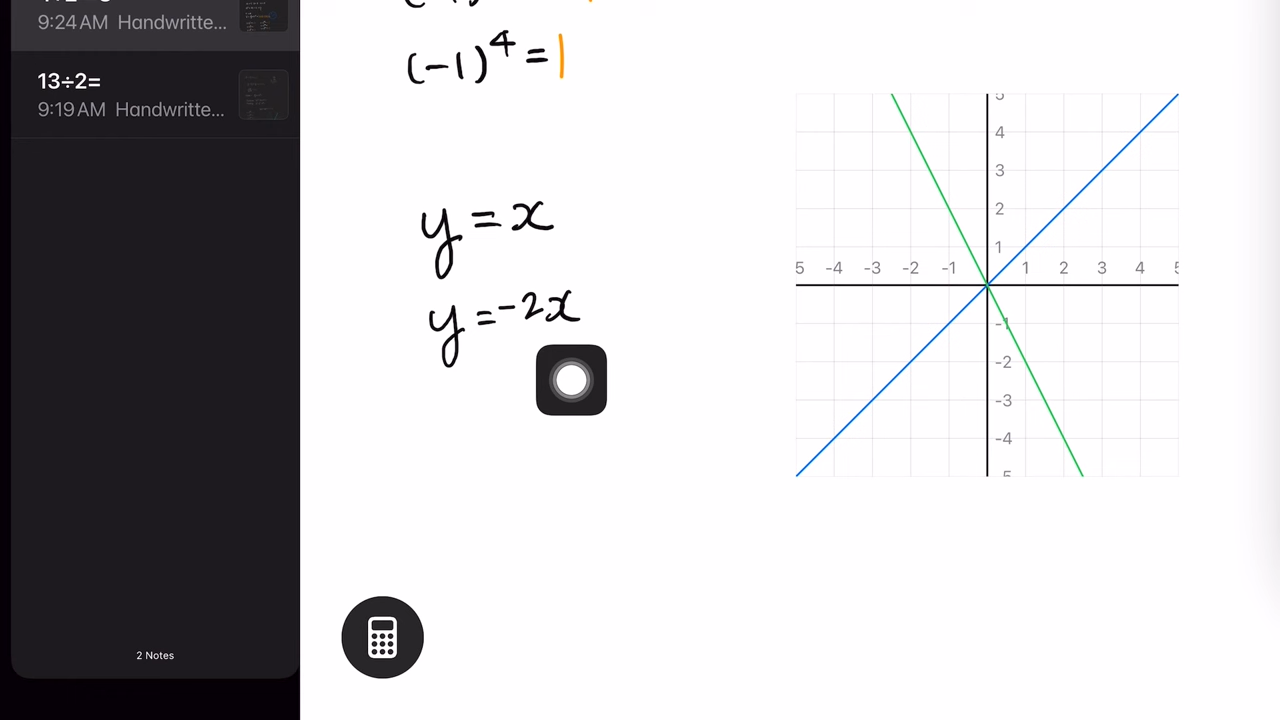 9:24 AM Handwritte...
13÷2=
9:19 AM Handwritte...
2 Notes
(-1)⁴ = 1
y = x
y = -2x
5
4
3
2
1
5 -4 -3 -2 -1 1 2 3 4 5
-1
-2
-3
-4
5